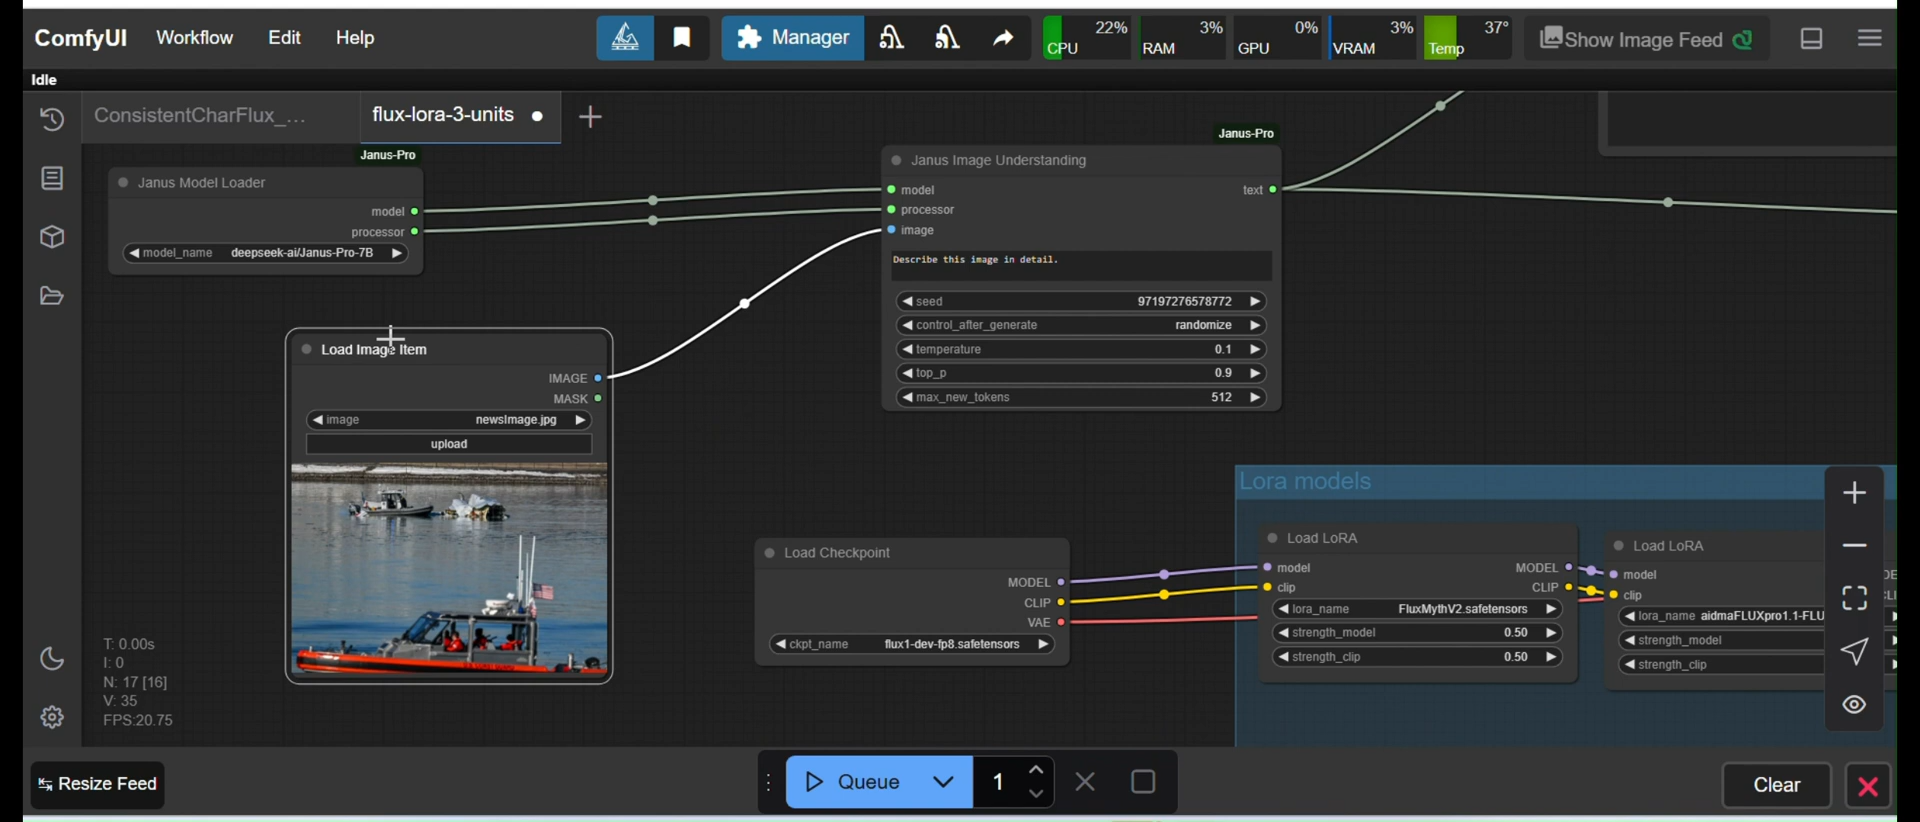 ComfyUI Workflow Edit Help Manager 22% CPU 3% RAM 0% GPU 3% VRAM 37° Temp Show Image Feed
Idle
ConsistentCharFlux_... flux-lora-3-units
Janus-Pro
Janus Model Loader
model
processor
model_name deepseek-ai/Janus-Pro-7B
Janus-Pro
Janus Image Understanding
model text
processor
image
Describe this image in detail.
seed 97197276578772
control_after_generate randomize
temperature 0.1
top_p 0.9
max_new_tokens 512
Load Image Item
IMAGE
MASK
image newsImage.jpg
upload
Load Checkpoint
MODEL
CLIP
VAE
ckpt_name flux1-dev-fp8.safetensors
Lora models
Load LoRA
model MODEL
clip CLIP
lora_name FluxMythV2.safetensors
strength_model 0.50
strength_clip 0.50
Load LoRA
model
clip
lora_name aidmaFLUXpro1.1-FLU
strength_model
strength_clip
T: 0.00s
I: 0
N: 17 [16]
V: 35
FPS:20.75
Resize Feed Queue 1 Clear